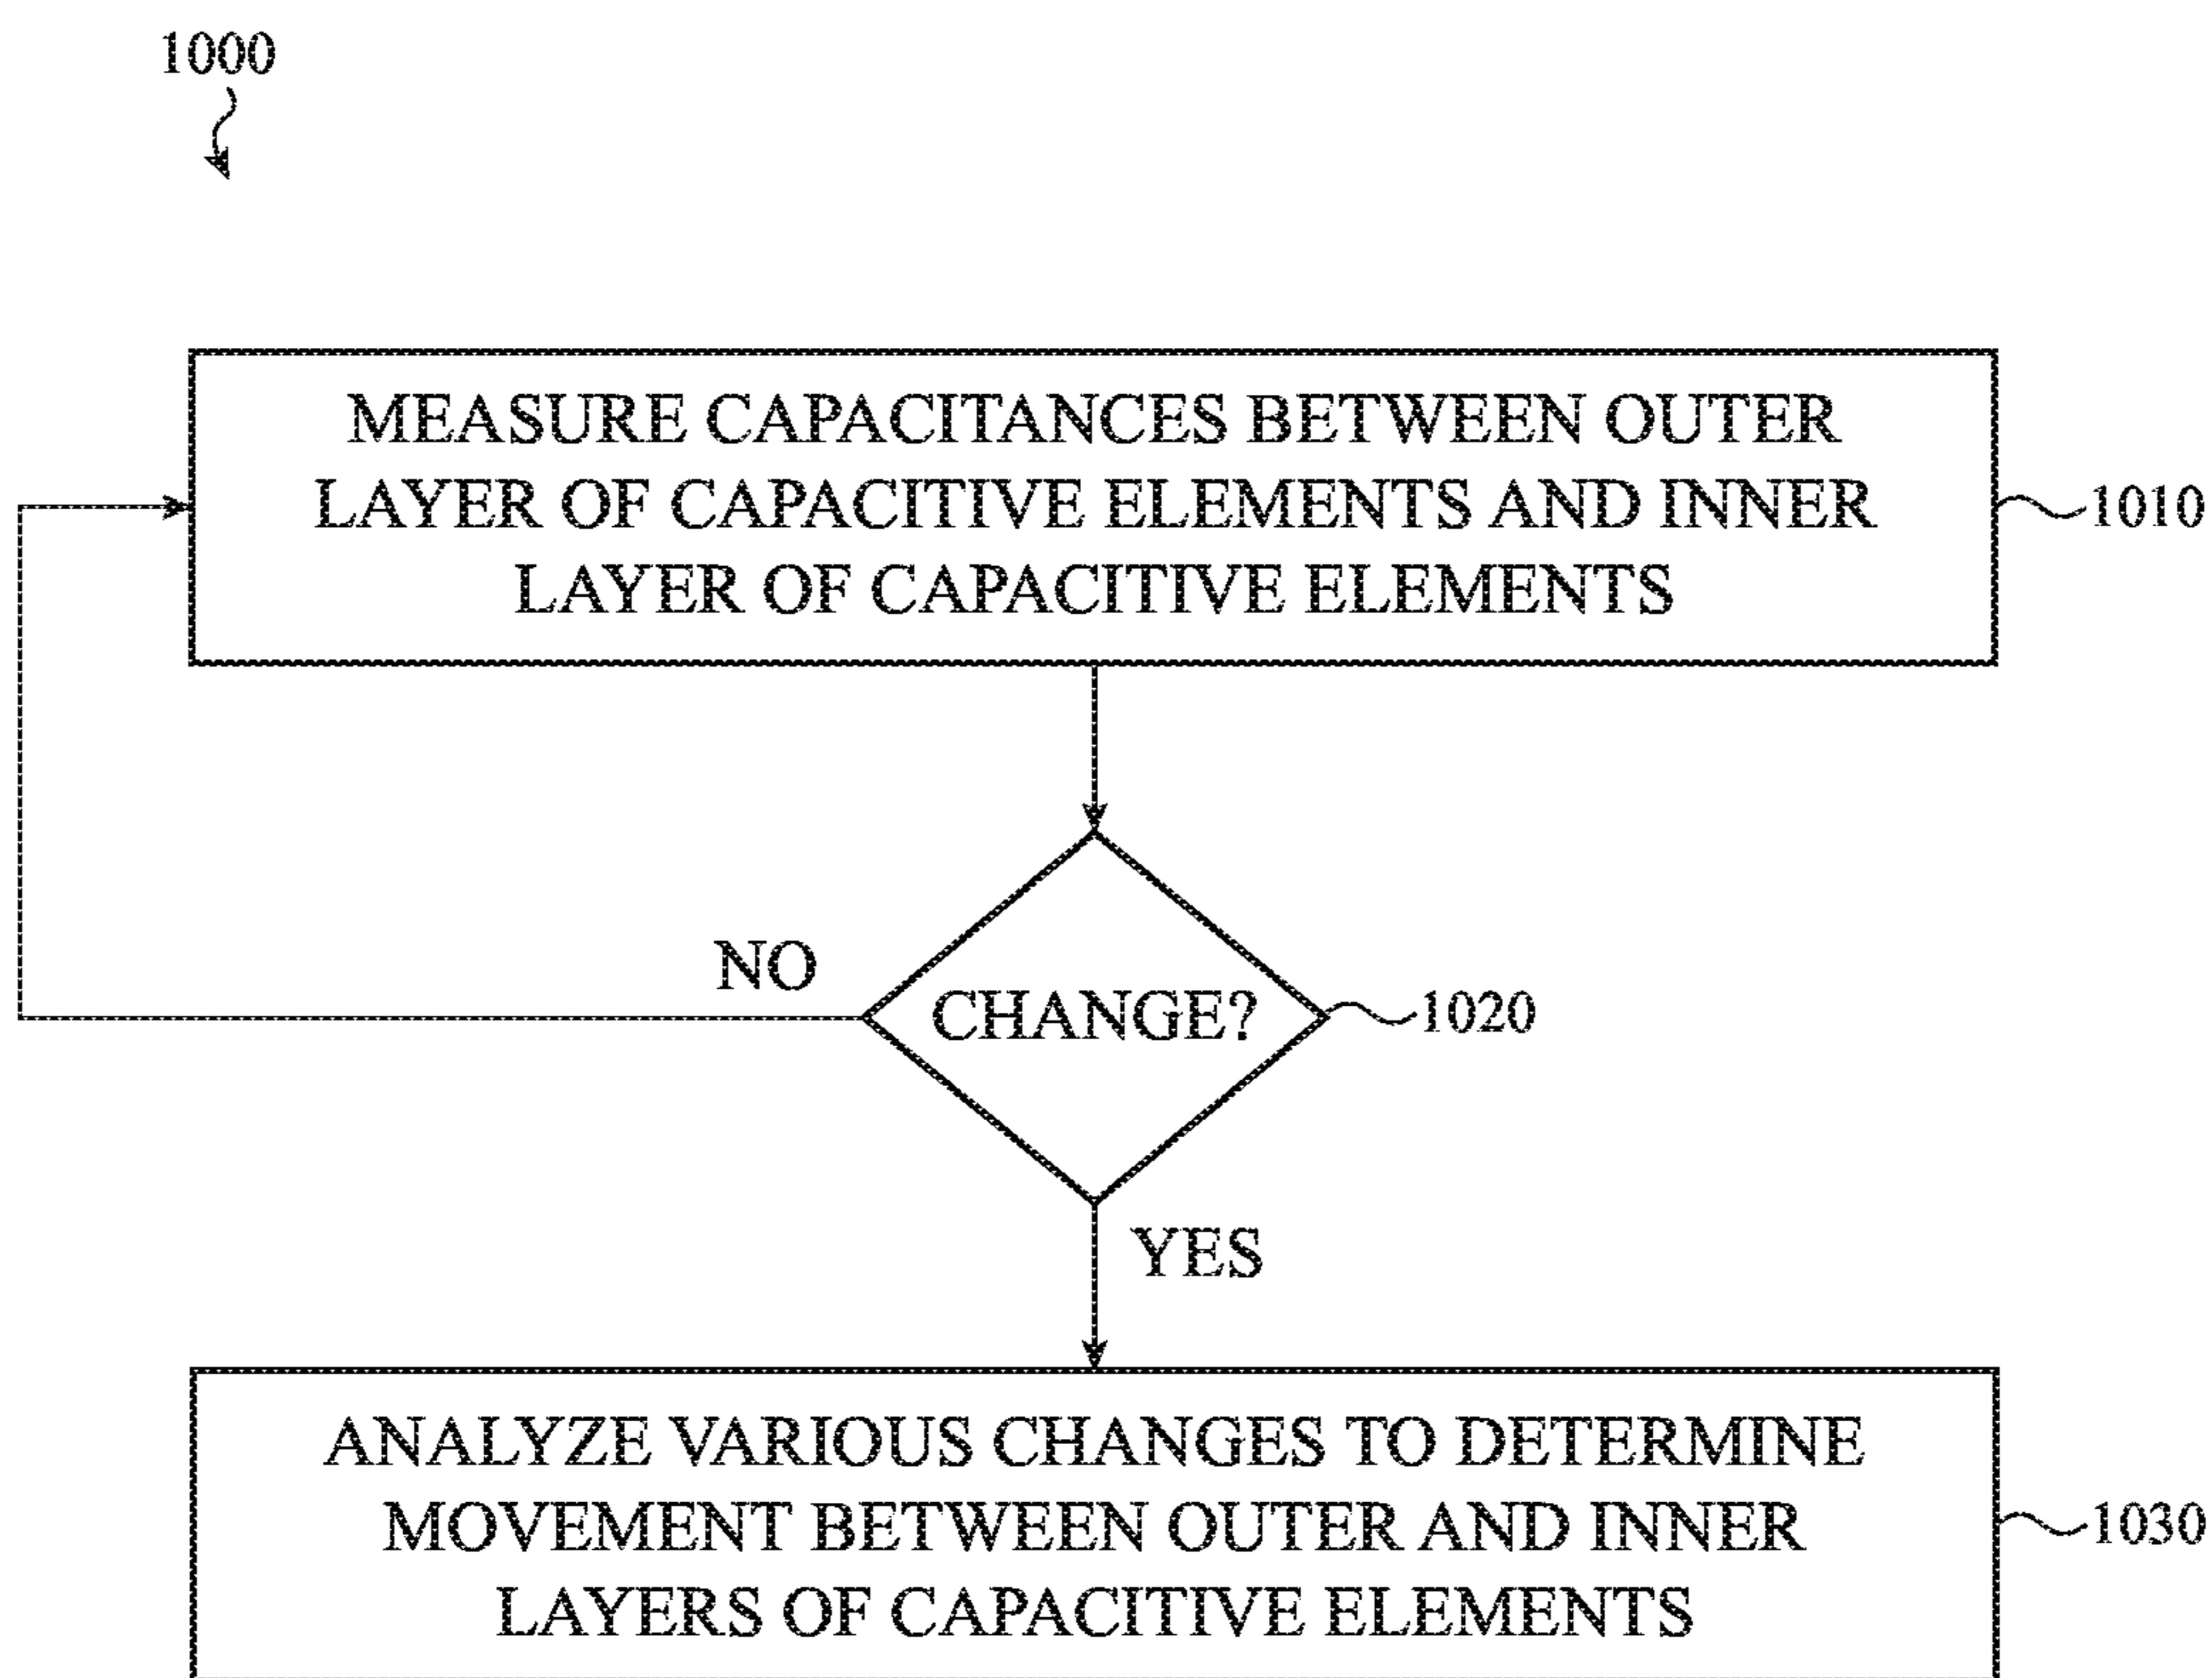 1000
MEASURE CAPACITANCES BETWEEN OUTER
LAYER OF CAPACITIVE ELEMENTS AND INNER
LAYER OF CAPACITIVE ELEMENTS
1010
NO
CHANGE?
1020
YES
ANALYZE VARIOUS CHANGES TO DETERMINE
MOVEMENT BETWEEN OUTER AND INNER
LAYERS OF CAPACITIVE ELEMENTS
1030